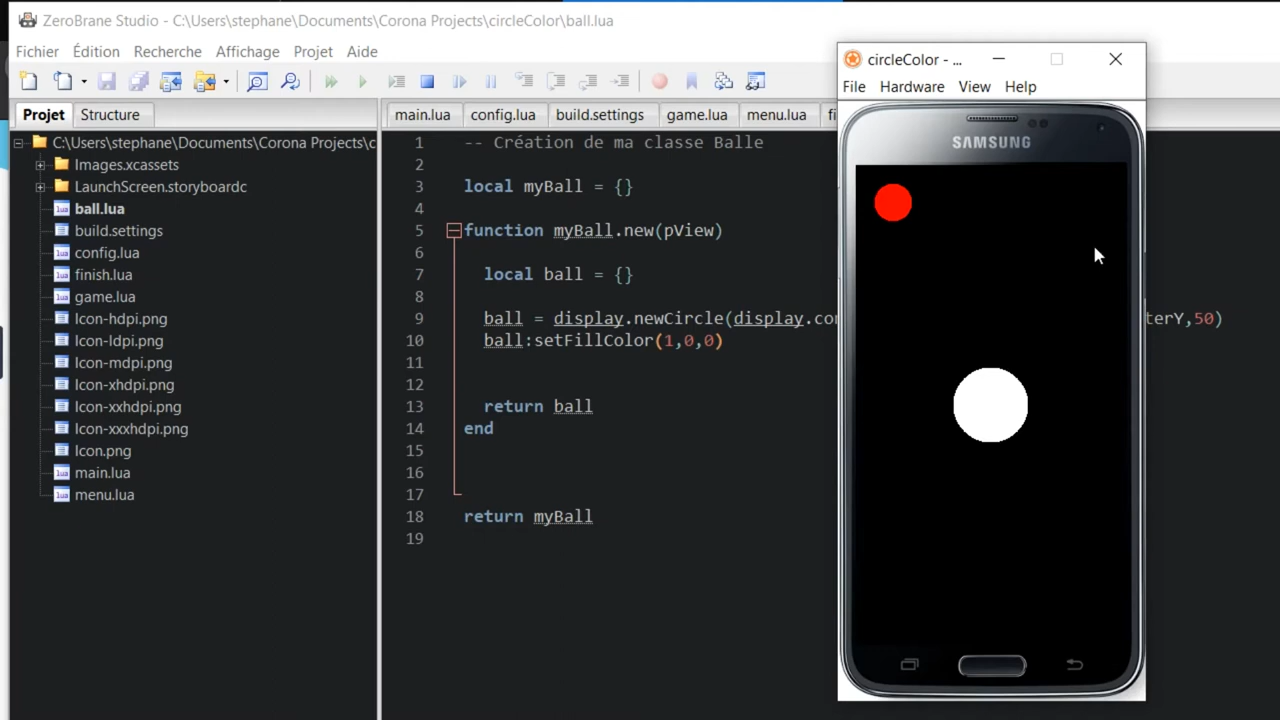 ZeroBrane Studio - C:\Users\stephane\Documents\Corona Projects\circleColor\ball.lua
Fichier Édition Recherche Affichage Projet Aide
Projet Structure
C:\Users\stephane\Documents\Corona Projects\c
Images.xcassets
LaunchScreen.storyboardc
ball.lua
build.settings
config.lua
finish.lua
game.lua
Icon-hdpi.png
Icon-ldpi.png
Icon-mdpi.png
Icon-xhdpi.png
Icon-xxhdpi.png
Icon-xxxhdpi.png
Icon.png
main.lua
menu.lua
main.lua config.lua build.settings game.lua menu.lua fi
1 -- Création de ma classe Balle
2
3 local myBall = {}
4
5 function myBall.new(pView)
6
7 local ball = {}
8
9 ball = display.newCircle(display.con terY,50)
10 ball:setFillColor(1,0,0)
11
12
13 return ball
14 end
15
16
17
18 return myBall
19
circleColor - ...
File Hardware View Help
SAMSUNG